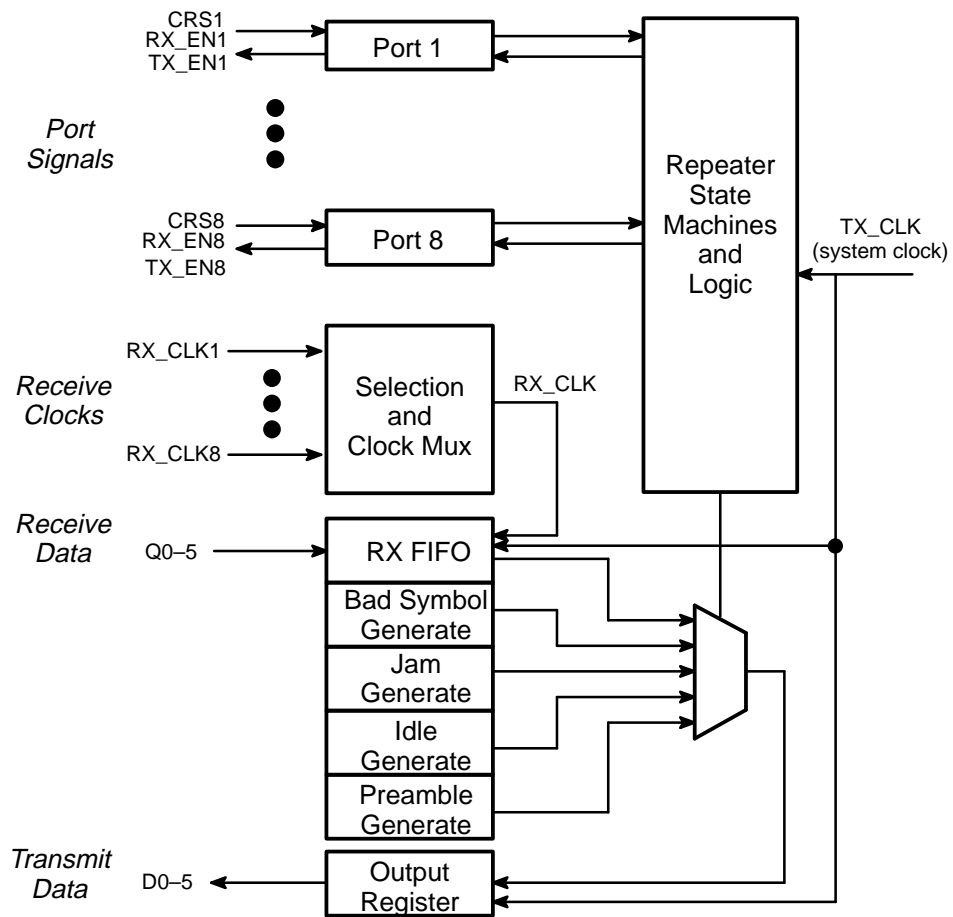 CRS1
RX_EN1
TX_EN1
Port 1
Port
Signals
CRS8
RX_EN8
TX_EN8
Port 8
Repeater
State
Machines
and
Logic
TX_CLK
(system clock)
Receive
Clocks
RX_CLK1
RX_CLK8
Selection
and
Clock Mux
RX_CLK
Receive
Data
Q0–5
RX FIFO
Bad Symbol
Generate
Jam
Generate
Idle
Generate
Preamble
Generate
Transmit
Data
D0–5
Output
Register